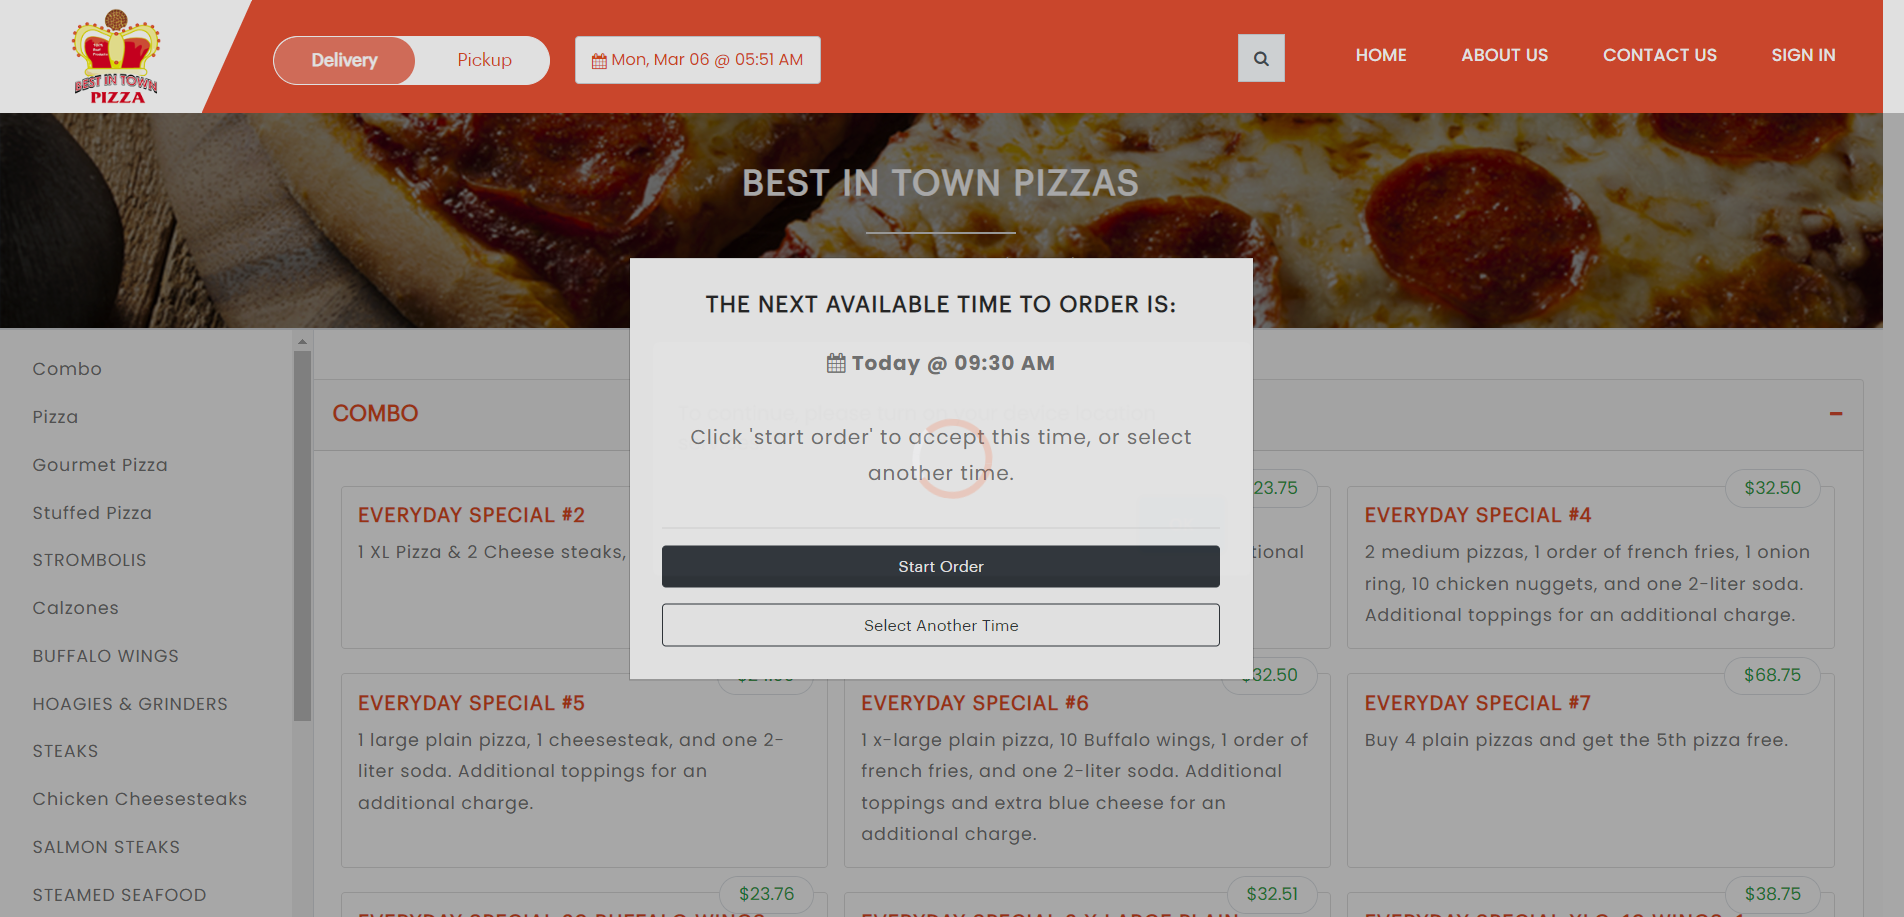 BEST IN TOWN
PIZZA
Delivery
Pickup
Mon, Mar 06 @ 05:51 AM
HOME
ABOUT US
CONTACT US
SIGN IN
BEST IN TOWN PIZZAS
THE NEXT AVAILABLE TIME TO ORDER IS:
Today @ 09:30 AM
Click 'start order' to accept this time, or select
another time.
Start Order
Select Another Time
Combo
Pizza
Gourmet Pizza
Stuffed Pizza
STROMBOLIS
Calzones
BUFFALO WINGS
HOAGIES & GRINDERS
STEAKS
Chicken Cheesesteaks
SALMON STEAKS
STEAMED SEAFOOD
COMBO
EVERYDAY SPECIAL #2
1 XL Pizza & 2 Cheese steaks,
23.75
$32.50
EVERYDAY SPECIAL #4
2 medium pizzas, 1 order of french fries, 1 onion
ring, 10 chicken nuggets, and one 2-liter soda.
Additional toppings for an additional charge.
EVERYDAY SPECIAL #5
1 large plain pizza, 1 cheesesteak, and one 2-
liter soda. Additional toppings for an
additional charge.
32.50
EVERYDAY SPECIAL #6
1 x-large plain pizza, 10 Buffalo wings, 1 order of
french fries, and one 2-liter soda. Additional
toppings and extra blue cheese for an
additional charge.
$68.75
EVERYDAY SPECIAL #7
Buy 4 plain pizzas and get the 5th pizza free.
$23.76
$32.51
$38.75